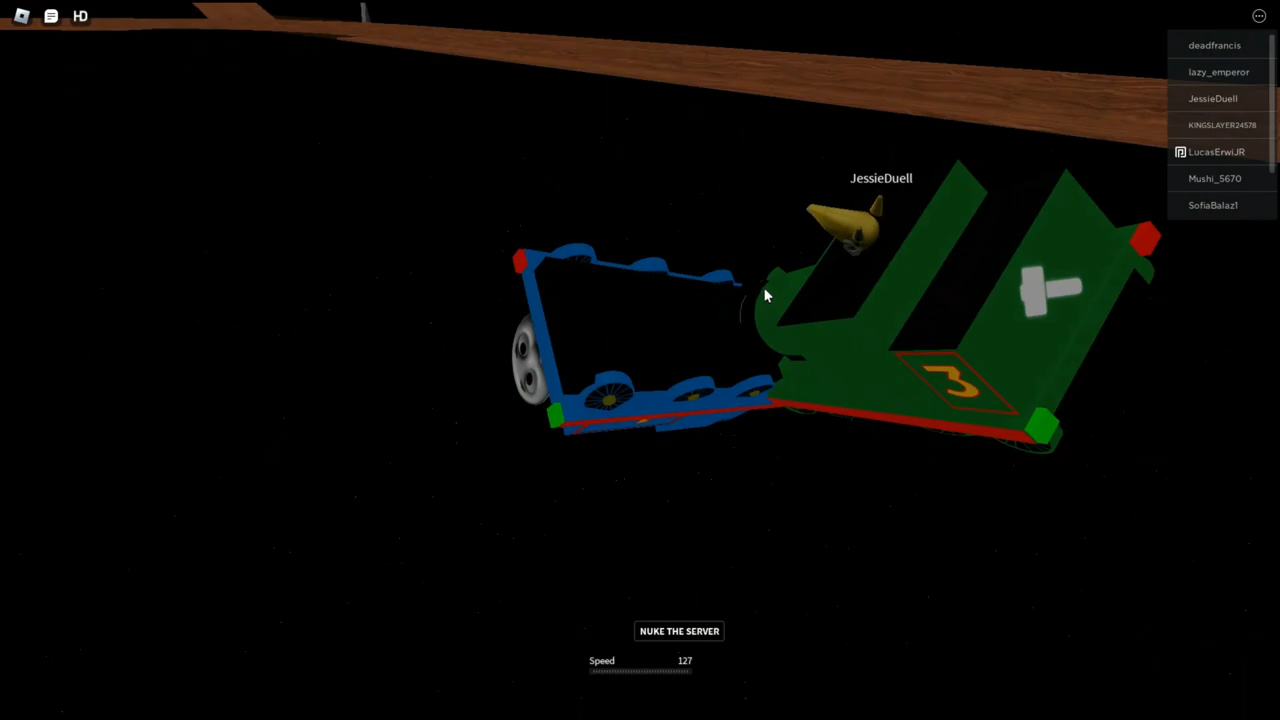 HD
deadfrancis
lazy_emperor
JessieDuell
KINGSLAYER24578
LucasErwiJR
Mushi_5670
SofiaBalaz1
JessieDuell
3
NUKE THE SERVER
Speed 127